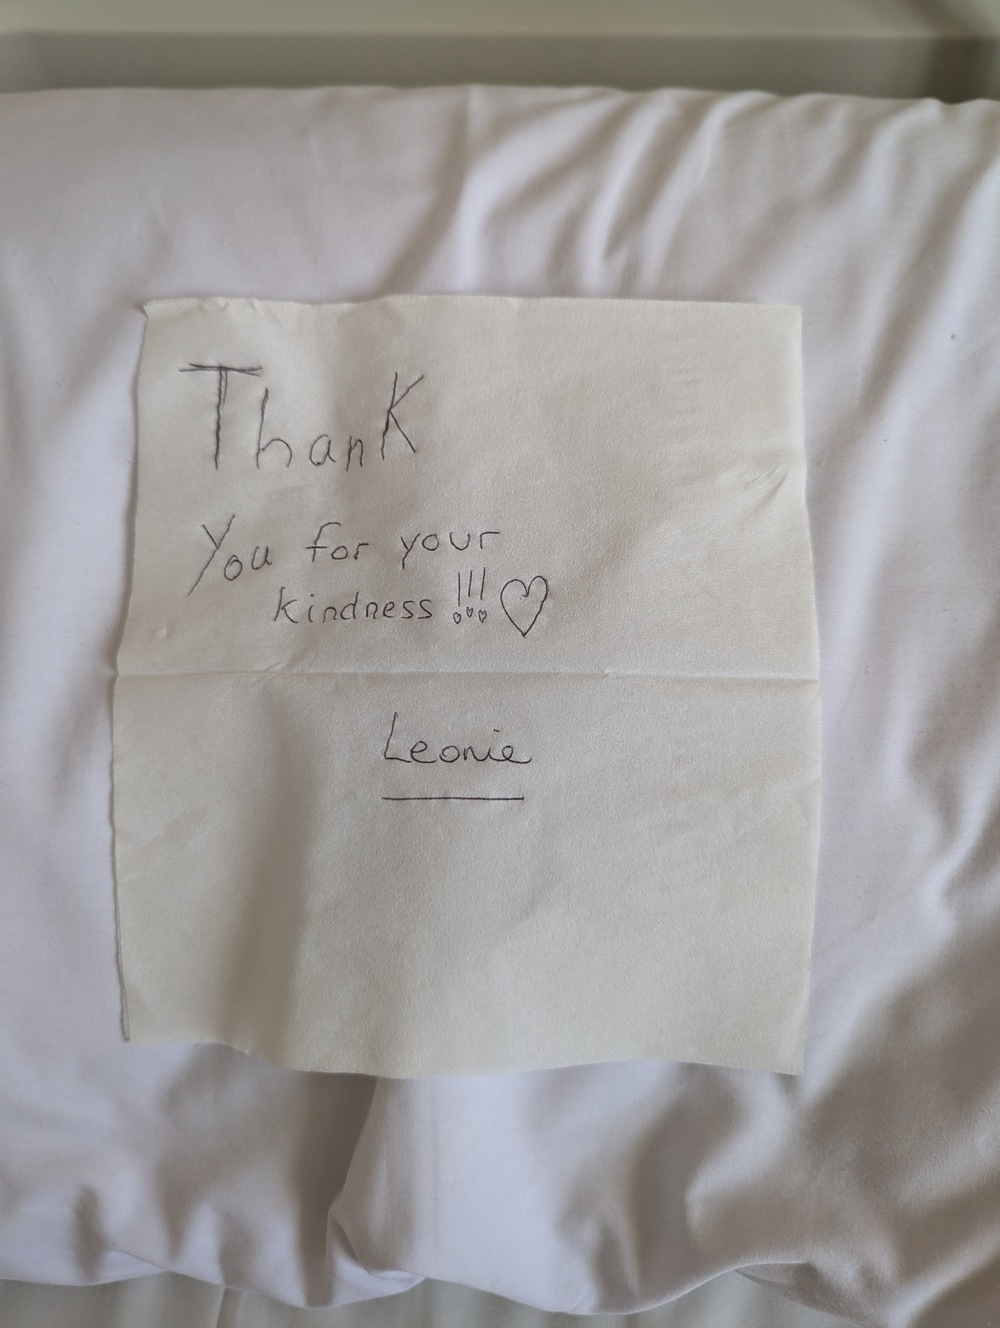 Thank
You for your
kindness !!! ♡
Leonie